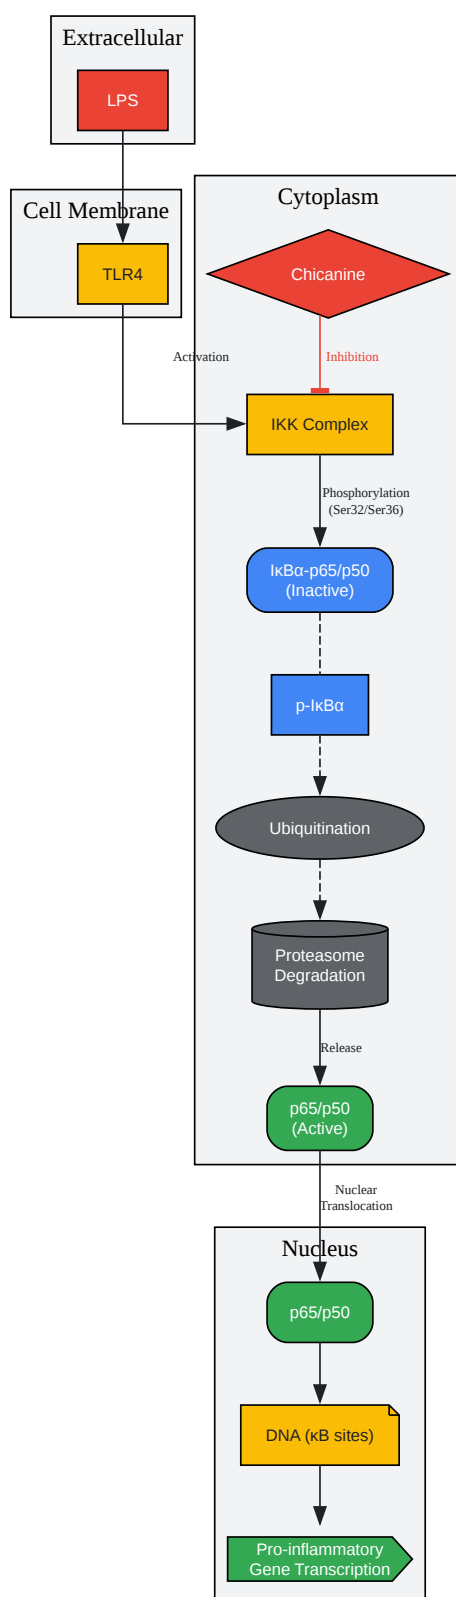 Extracellular
LPS
Cell Membrane
TLR4
Cytoplasm
Chicanine
Activation
Inhibition
IKK Complex
Phosphorylation
(Ser32/Ser36)
IκBα-p65/p50
(Inactive)
p-IκBα
Ubiquitination
Proteasome
Degradation
Release
p65/p50
(Active)
Nuclear
Translocation
Nucleus
p65/p50
DNA (κB sites)
Pro-inflammatory
Gene Transcription